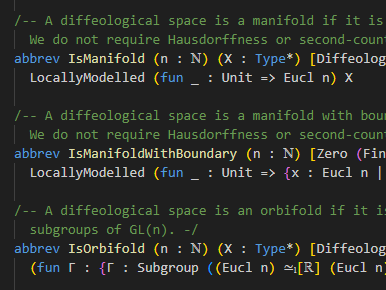 /-- A diffeological space is a manifold if it is
We do not require Hausdorffness or second-count
abbrev IsManifold (n : ℕ) (X : Type*) [Diffeolog
LocallyModelled (fun _ : Unit => Eucl n) X
/-- A diffeological space is a manifold with bou
We do not require Hausdorffness or second-count
abbrev IsManifoldWithBoundary (n : ℕ) [Zero (Fin
LocallyModelled (fun _ : Unit => {x : Eucl n |
/-- A diffeological space is an orbifold if it is
subgroups of GL(n). -/
abbrev IsOrbifold (n : ℕ) (X : Type*) [Diffeolog
(fun Γ : {Γ : Subgroup ((Eucl n) ≃ₗ[ℝ] (Eucl n)